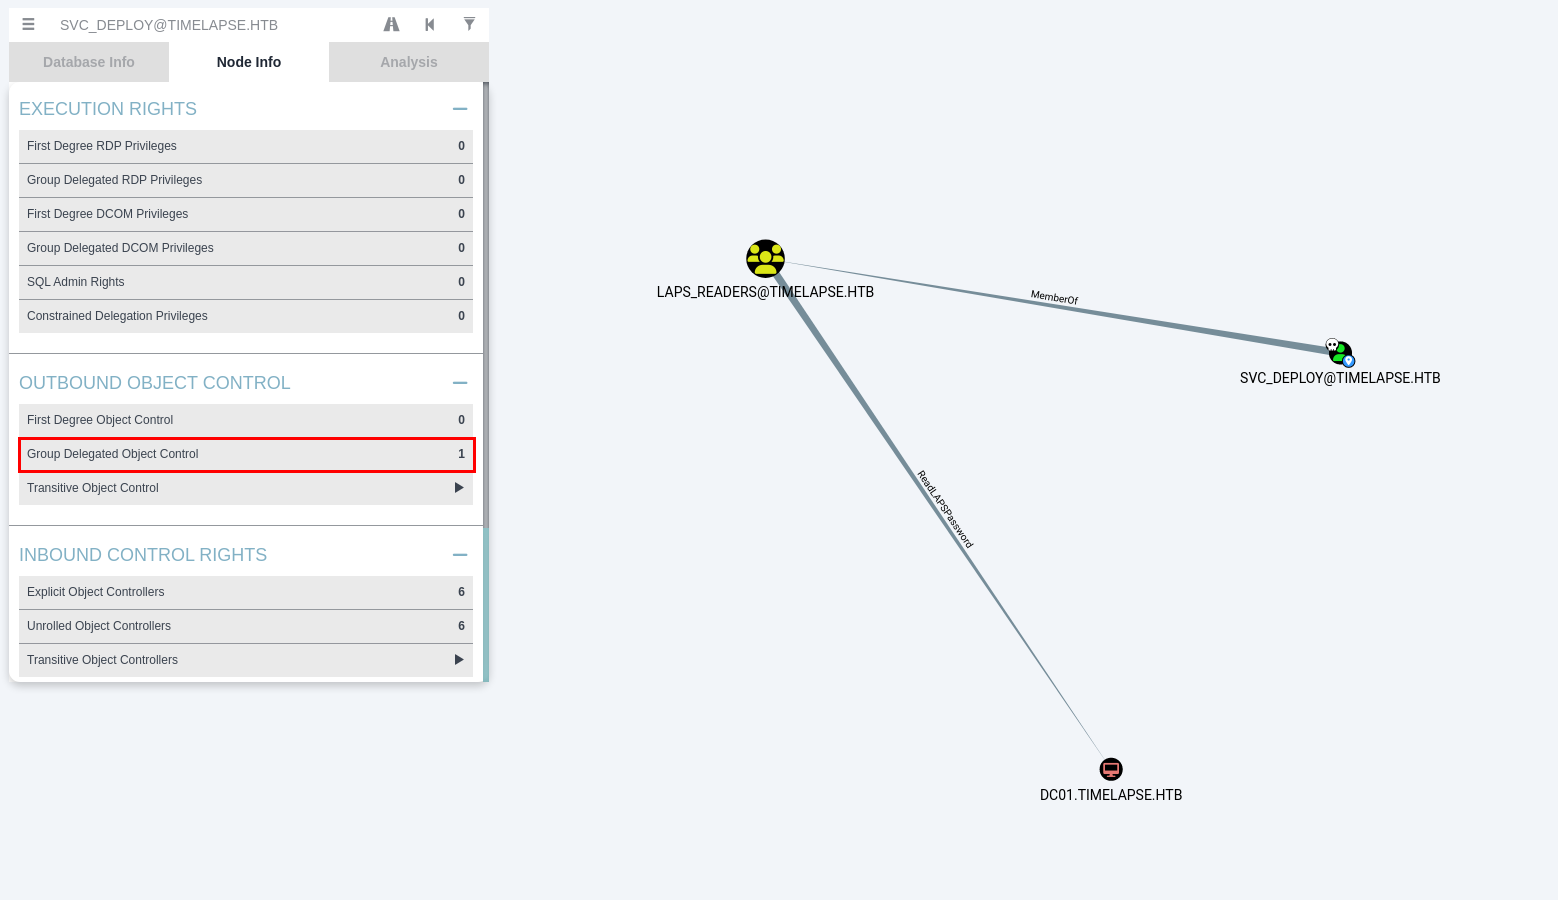 SVC_DEPLOY@TIMELAPSE.HTB
Database Info
Node Info
Analysis
EXECUTION RIGHTS
First Degree RDP Privileges 0
Group Delegated RDP Privileges 0
First Degree DCOM Privileges 0
Group Delegated DCOM Privileges 0
SQL Admin Rights 0
Constrained Delegation Privileges 0
OUTBOUND OBJECT CONTROL
First Degree Object Control 0
Group Delegated Object Control 1
Transitive Object Control
INBOUND CONTROL RIGHTS
Explicit Object Controllers 6
Unrolled Object Controllers 6
Transitive Object Controllers
LAPS_READERS@TIMELAPSE.HTB
MemberOf
SVC_DEPLOY@TIMELAPSE.HTB
ReadLAPSPassword
DC01.TIMELAPSE.HTB